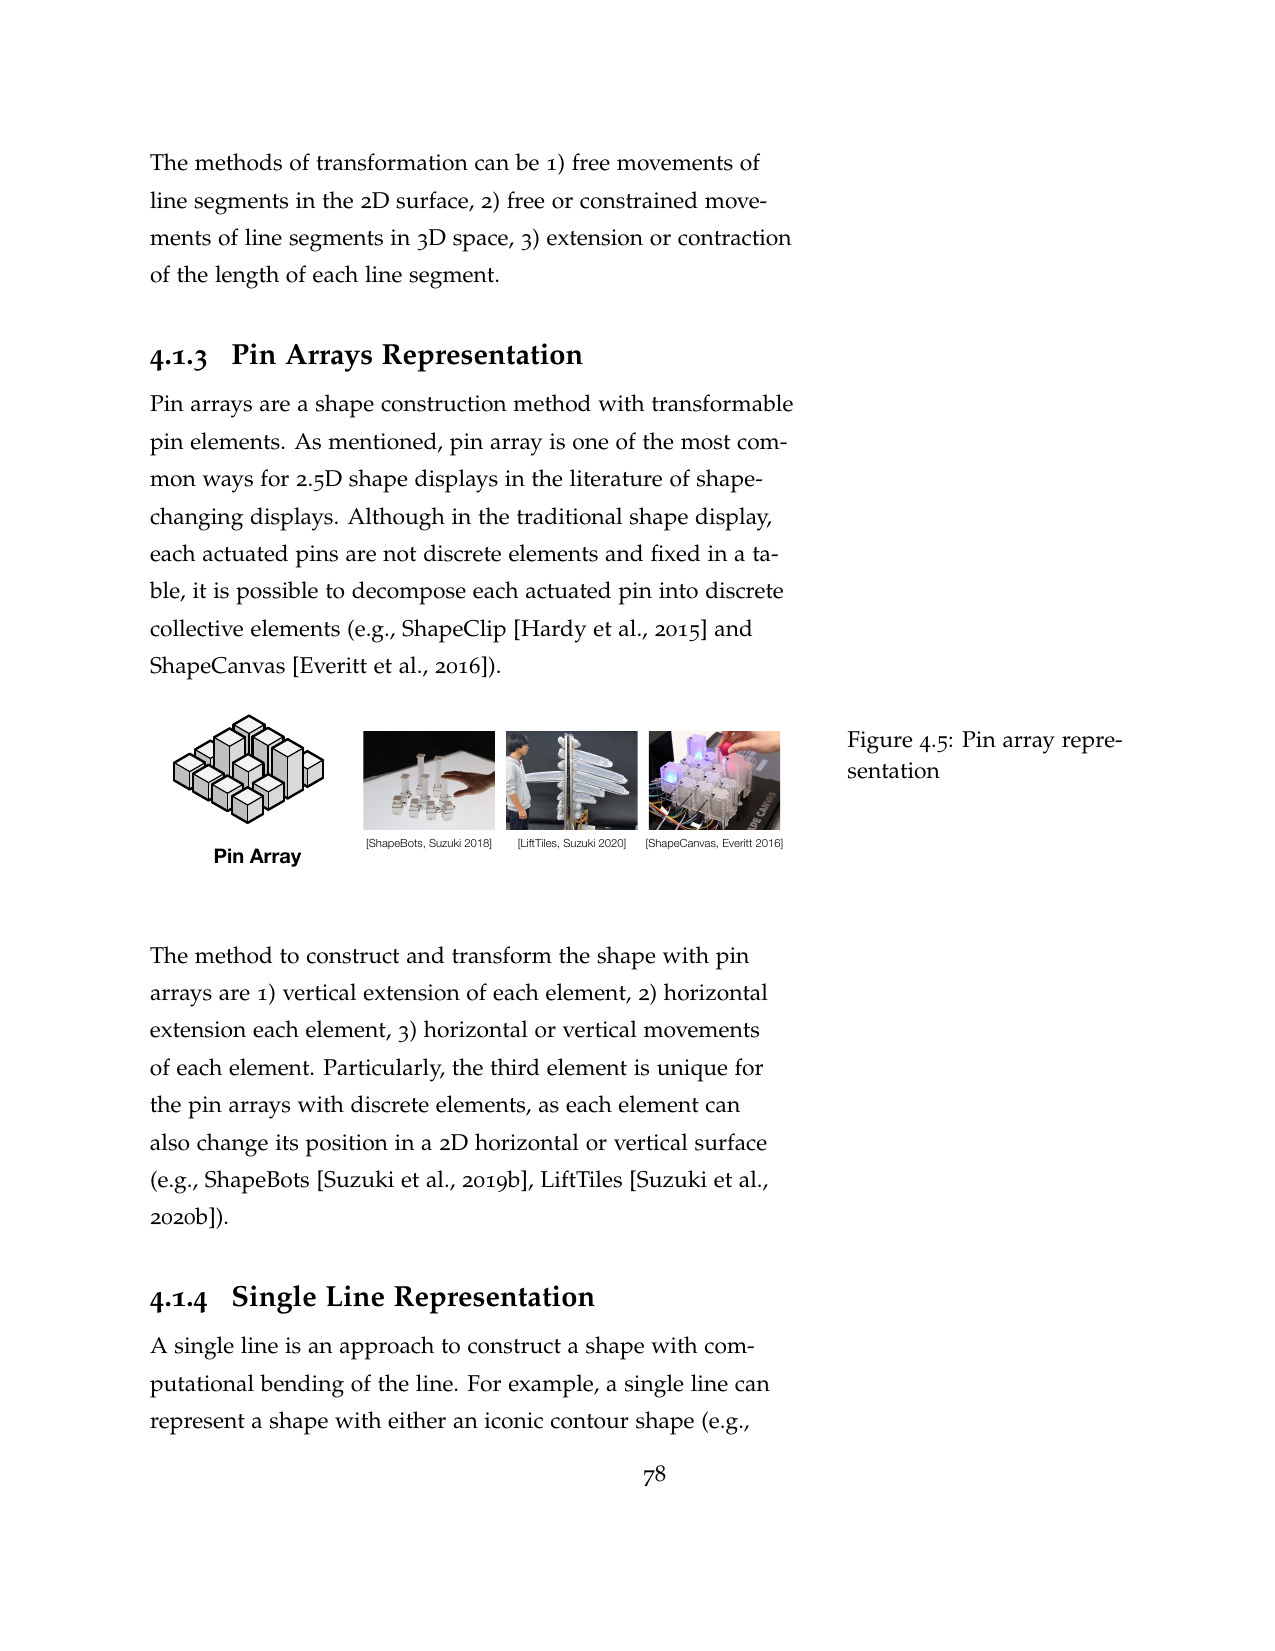 The methods of transformation can be 1) free movements of
line segments in the 2D surface, 2) free or constrained move-
ments of line segments in 3D space, 3) extension or contraction
of the length of each line segment.
4.1.3 Pin Arrays Representation
Pin arrays are a shape construction method with transformable
pin elements. As mentioned, pin array is one of the most com-
mon ways for 2.5D shape displays in the literature of shape-
changing displays. Although in the traditional shape display,
each actuated pins are not discrete elements and fixed in a ta-
ble, it is possible to decompose each actuated pin into discrete
collective elements (e.g., ShapeClip [Hardy et al., 2015] and
ShapeCanvas [Everitt et al., 2016]).
Pin Array
[ShapeBots, Suzuki 2018]
[LiftTiles, Suzuki 2020]
APE CANVAS
[ShapeCanvas, Everitt 2016]
Figure 4.5: Pin array repre-
sentation
The method to construct and transform the shape with pin
arrays are 1) vertical extension of each element, 2) horizontal
extension each element, 3) horizontal or vertical movements
of each element. Particularly, the third element is unique for
the pin arrays with discrete elements, as each element can
also change its position in a 2D horizontal or vertical surface
(e.g., ShapeBots [Suzuki et al., 2019b], LiftTiles [Suzuki et al.,
2020b]).
4.1.4 Single Line Representation
A single line is an approach to construct a shape with com-
putational bending of the line. For example, a single line can
represent a shape with either an iconic contour shape (e.g.,
78